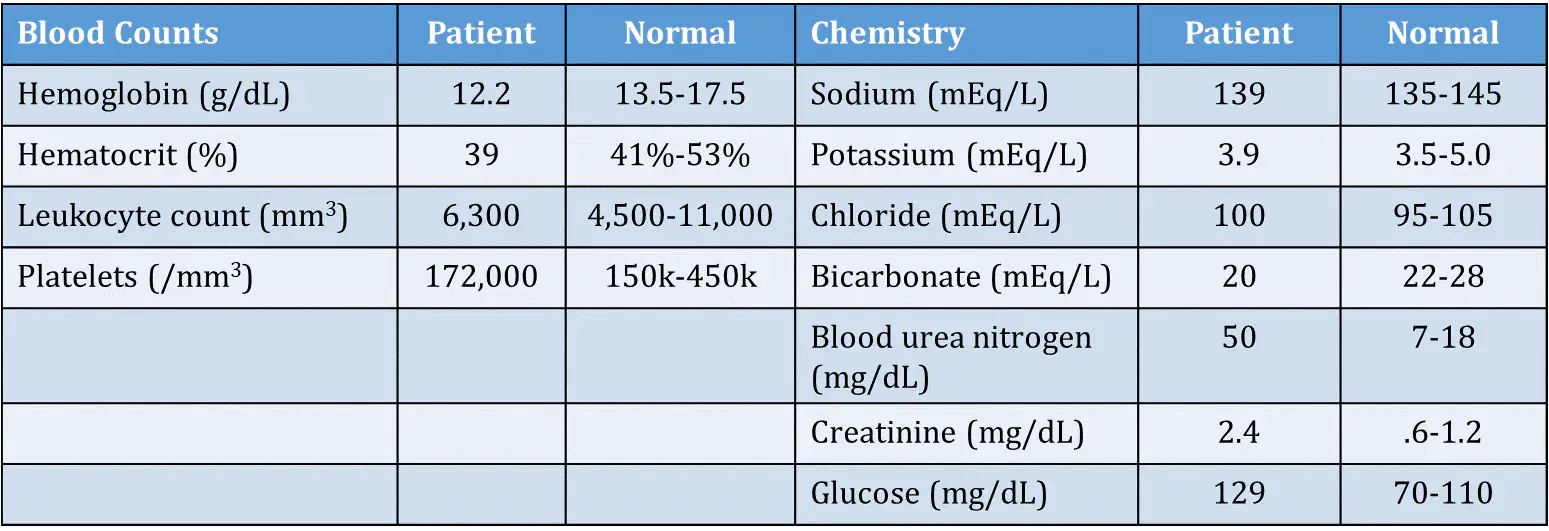 Blood Counts Patient Normal Chemistry Patient Normal
Hemoglobin (g/dL) 12.2 13.5-17.5 Sodium (mEq/L) 139 135-145
Hematocrit (%) 39 41%-53% Potassium (mEq/L) 3.9 3.5-5.0
Leukocyte count (mm³) 6,300 4,500-11,000 Chloride (mEq/L) 100 95-105
Platelets (/mm³) 172,000 150k-450k Bicarbonate (mEq/L) 20 22-28
Blood urea nitrogen 50 7-18
(mg/dL)
Creatinine (mg/dL) 2.4 .6-1.2
Glucose (mg/dL) 129 70-110